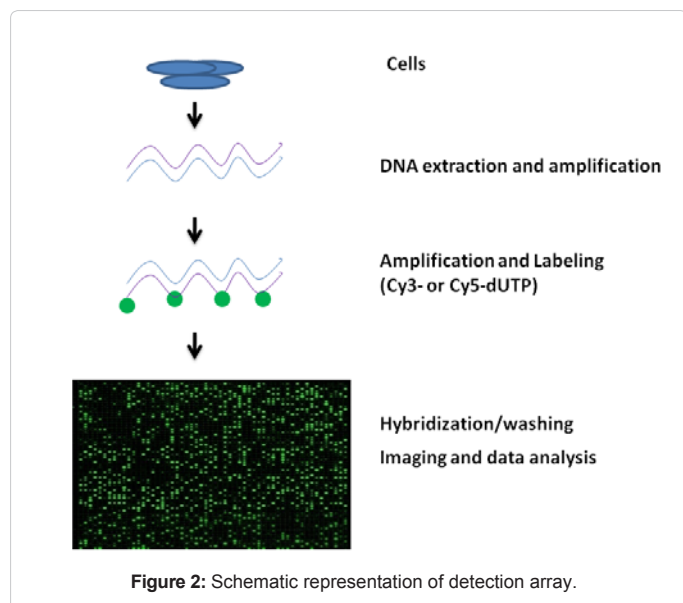 Cells
DNA extraction and amplification
Amplification and Labeling
(Cy3- or Cy5-dUTP)
Hybridization/washing
Imaging and data analysis
Figure 2: Schematic representation of detection array.